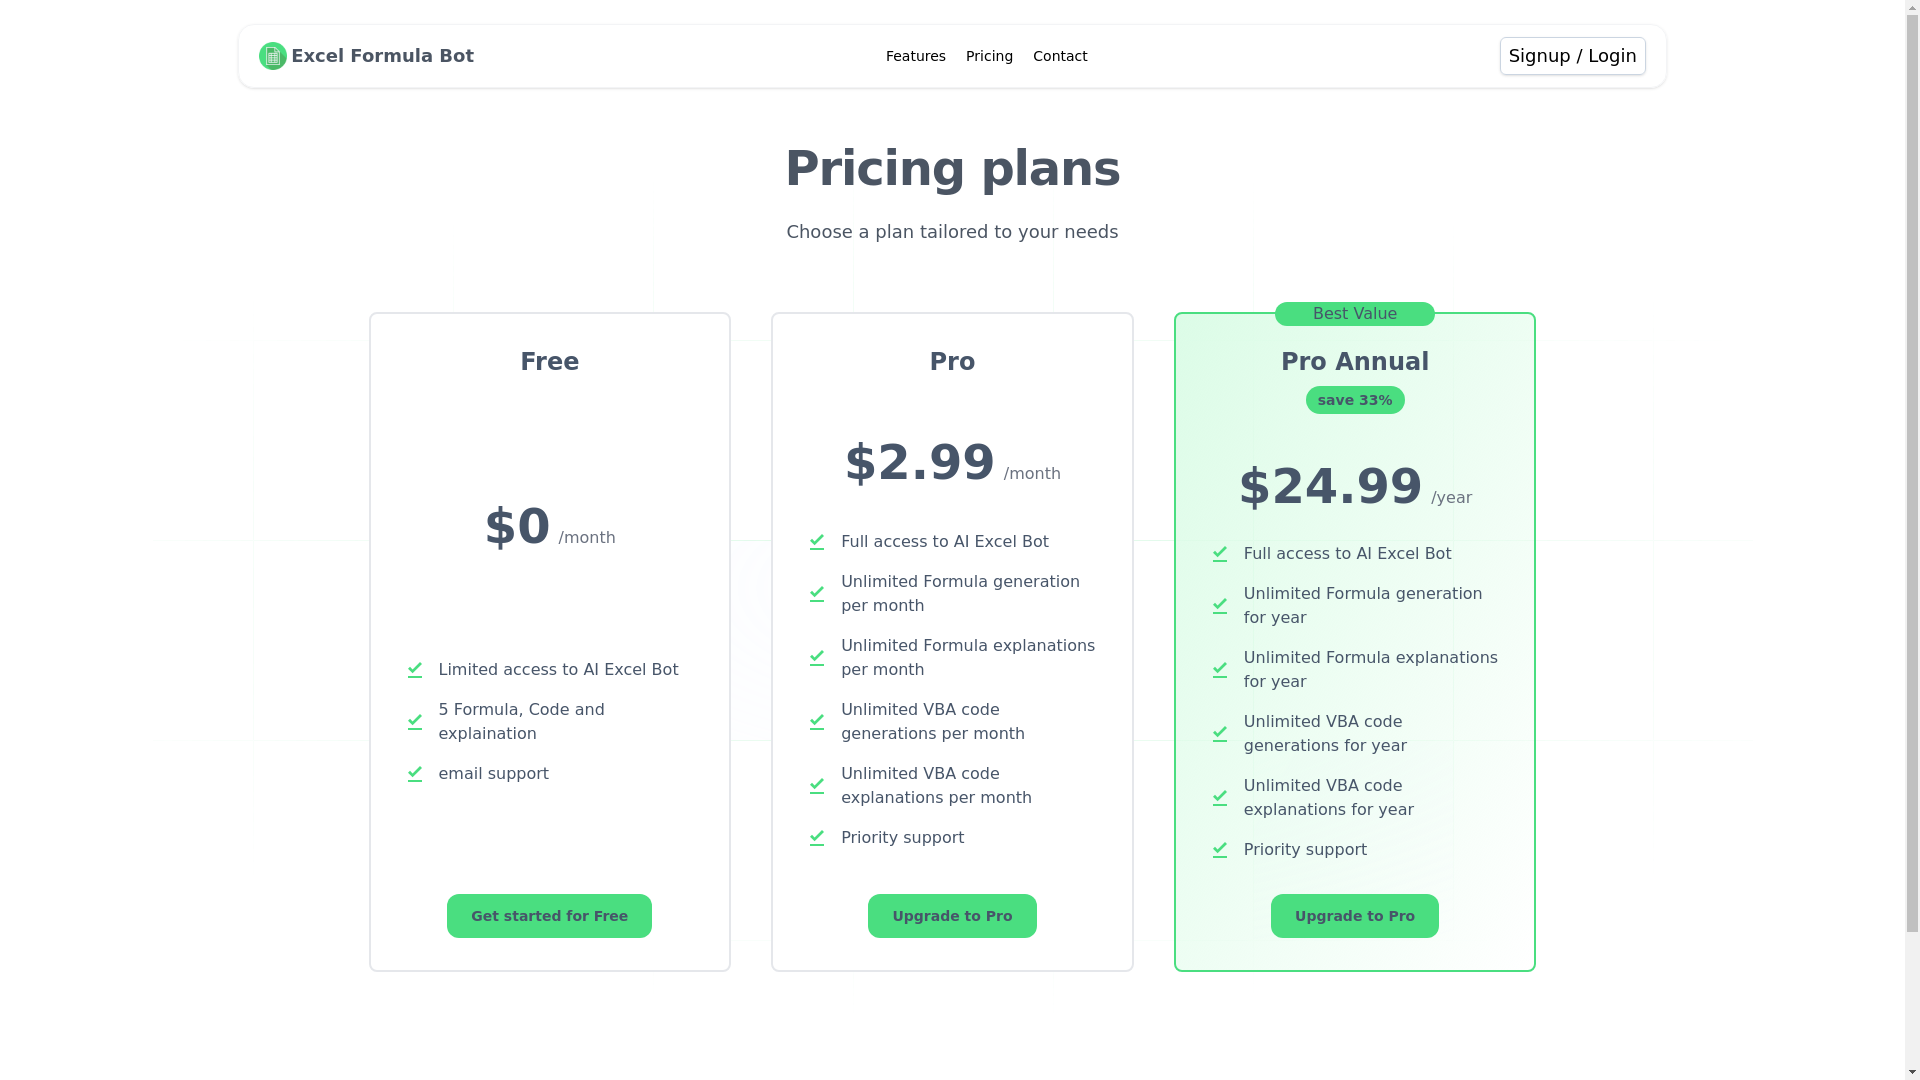 Excel Formula Bot
Features
Pricing
Contact
Signup / Login
Pricing plans
Choose a plan tailored to your needs
Free
$0 /month
Limited access to AI Excel Bot
5 Formula, Code and
explaination
email support
Get started for Free
Pro
$2.99 /month
Full access to AI Excel Bot
Unlimited Formula generation
per month
Unlimited Formula explanations
per month
Unlimited VBA code
generations per month
Unlimited VBA code
explanations per month
Priority support
Upgrade to Pro
Best Value
Pro Annual
save 33%
$24.99 /year
Full access to AI Excel Bot
Unlimited Formula generation
for year
Unlimited Formula explanations
for year
Unlimited VBA code
generations for year
Unlimited VBA code
explanations for year
Priority support
Upgrade to Pro